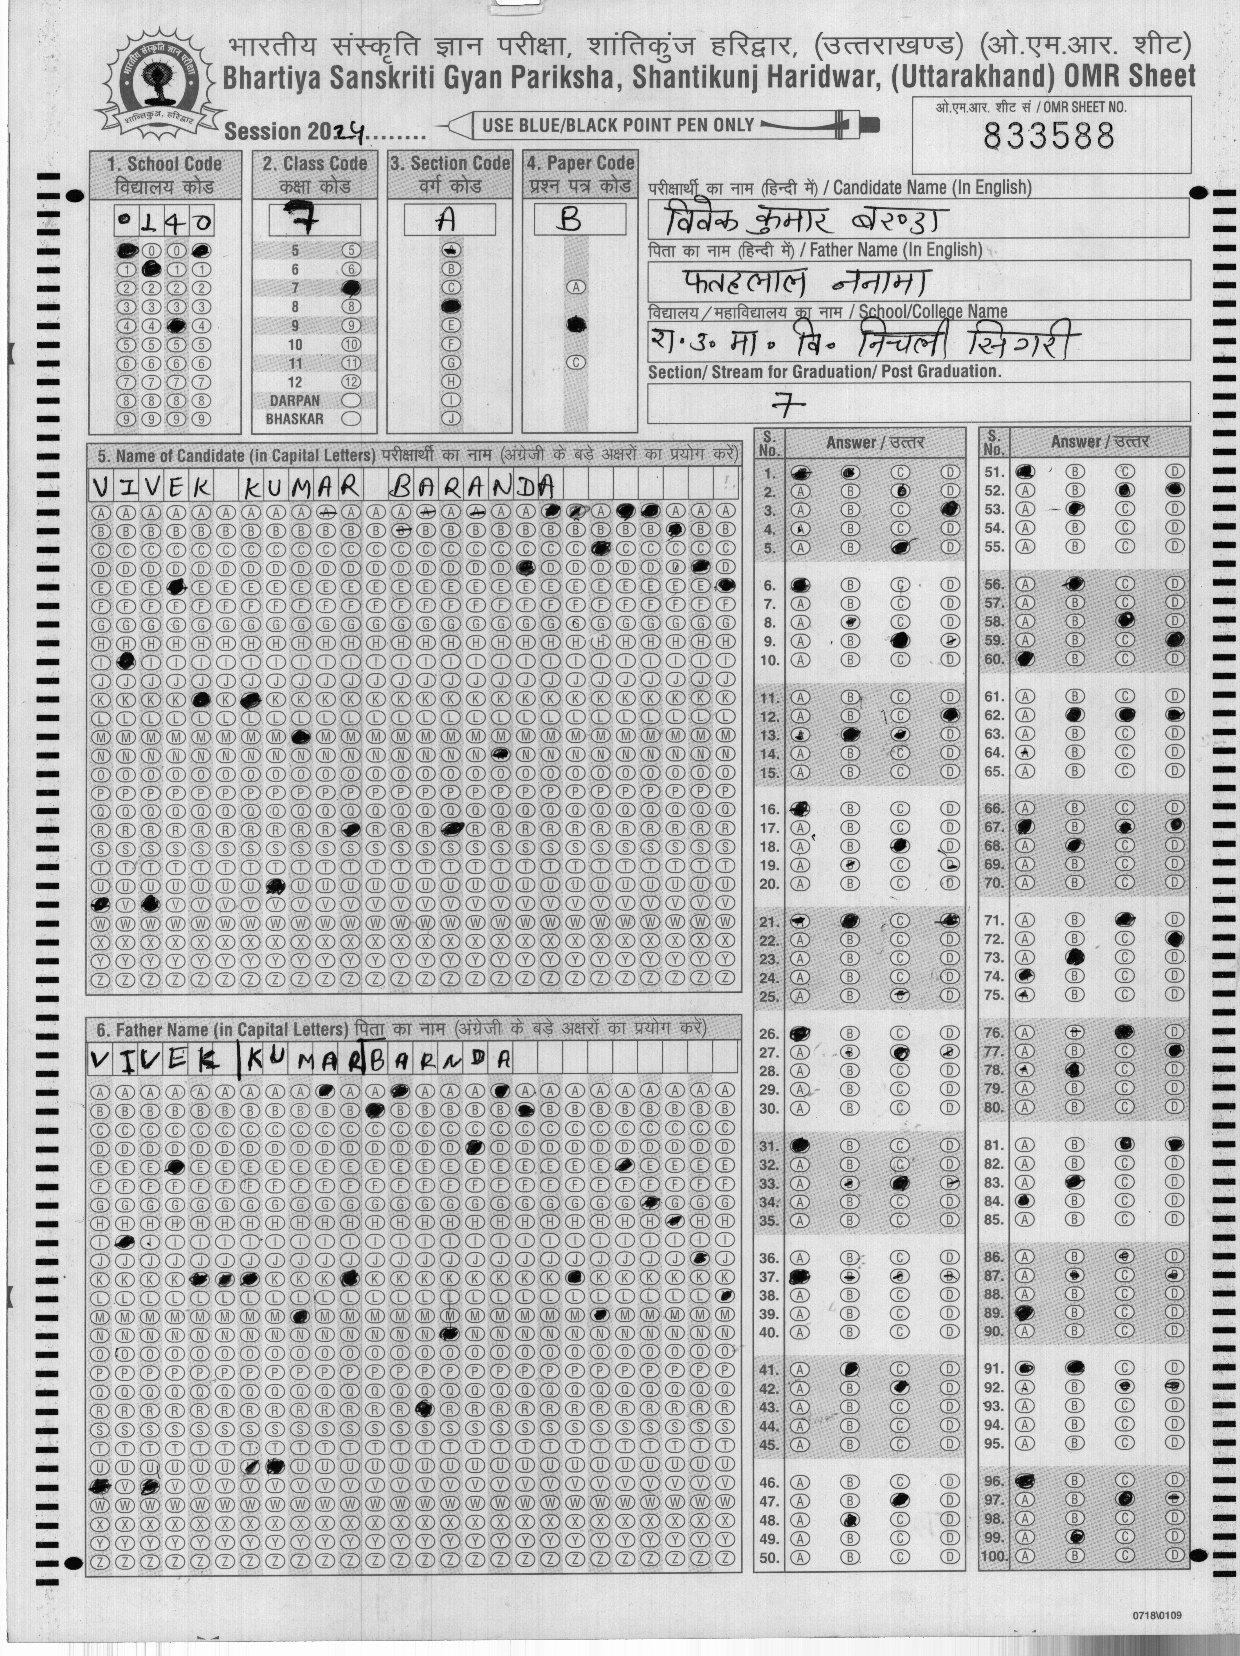 भारतीय संस्कृति ज्ञान परीक्षा, शांतिकुंज हरिद्वार, (उत्तराखण्ड) (ओ.एम.आर. शीट)
Bhartiya Sanskriti Gyan Pariksha, Shantikunj Haridwar, (Uttarakhand) OMR Sheet
Session 2024........
USE BLUE/BLACK POINT PEN ONLY
ओ.एम.आर. शीट सं / OMR SHEET NO.
833588
1. School Code
विद्यालय कोड
0140
2. Class Code
कक्षा कोड
7
5
6
7
8
9
10
11
12
DARPAN
BHASKAR
3. Section Code
वर्ग कोड
A
4. Paper Code
प्रश्न पत्र कोड
B
परीक्षार्थी का नाम (हिन्दी में) / Candidate Name (In English)
विवेक कुमार बरण्डा
पिता का नाम (हिन्दी में) / Father Name (In English)
फतहलाल ननामा
विद्यालय/महाविद्यालय का नाम / School/College Name
रा.उ. मा. वि. निचली सिगरी
Section/ Stream for Graduation/ Post Graduation.
7
5. Name of Candidate (in Capital Letters) परीक्षार्थी का नाम (अंग्रेजी के बड़े अक्षरों का प्रयोग करें)
VIVEK KUMAR BARANDA
6. Father Name (in Capital Letters) पिता का नाम (अंग्रेजी के बड़े अक्षरों का प्रयोग करें)
VIVEK KUMAR BARNDA
S. No. Answer / उत्तर
S. No. Answer / उत्तर
0718\0109